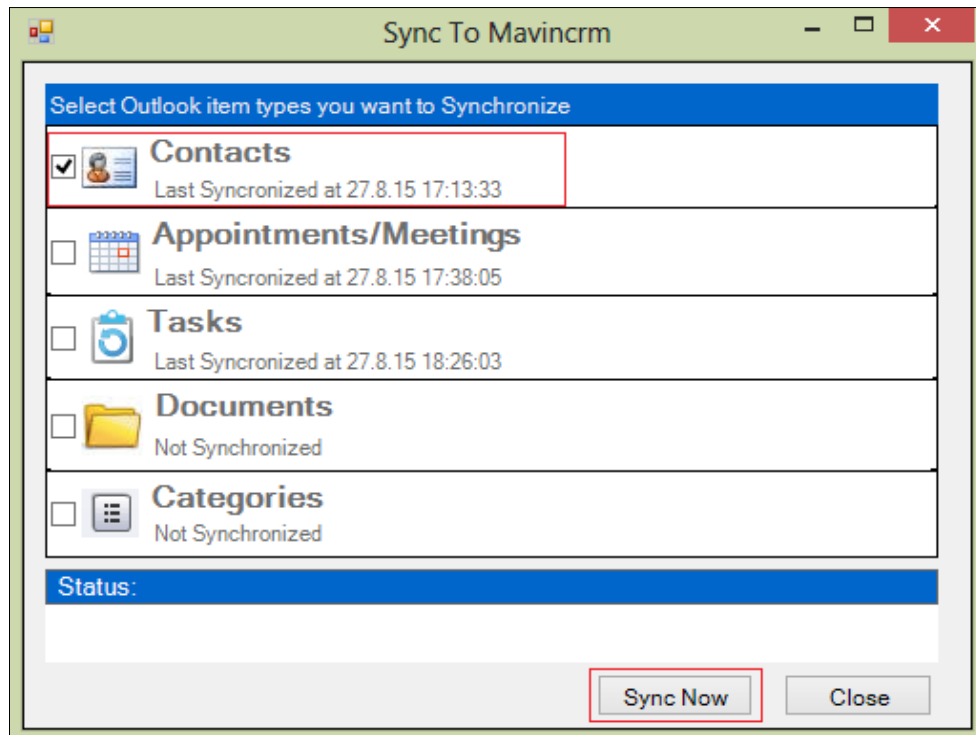 Sync To Mavincrm
Select Outlook item types you want to Synchronize
Contacts
Last Syncronized at 27.8.15 17:13:33
Appointments/Meetings
Last Syncronized at 27.8.15 17:38:05
Tasks
Last Syncronized at 27.8.15 18:26:03
Documents
Not Synchronized
Categories
Not Synchronized
Status:
Sync Now
Close